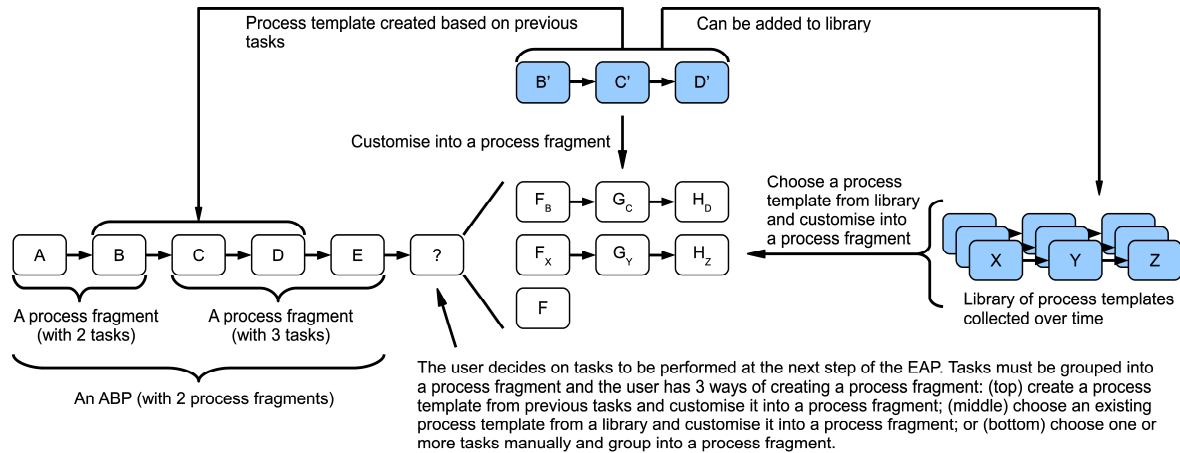 Process template created based on previous
tasks
Can be added to library
B’ C’ D’
Customise into a process fragment
Choose a process
template from library
and customise into
a process fragment
F_B G_C H_D
A B C D E ?
F_X G_Y H_Z
F
X Y Z
A process fragment
(with 2 tasks)
A process fragment
(with 3 tasks)
Library of process templates
collected over time
An ABP (with 2 process fragments)
The user decides on tasks to be performed at the next step of the EAP. Tasks must be grouped into
a process fragment and the user has 3 ways of creating a process fragment: (top) create a process
template from previous tasks and customise it into a process fragment; (middle) choose an existing
process template from a library and customise it into a process fragment; or (bottom) choose one or
more tasks manually and group into a process fragment.